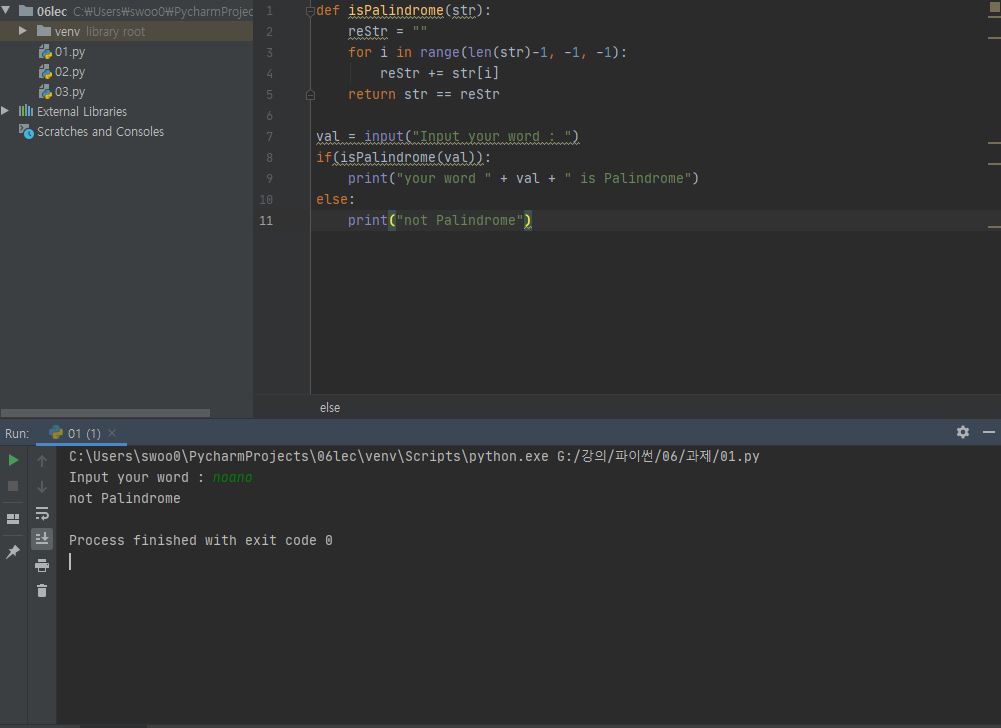 06lec C:₩Users₩swoo0₩PycharmProjec
venv library root
01.py
02.py
03.py
External Libraries
Scratches and Consoles
1 def isPalindrome(str):
2 reStr = ""
3 for i in range(len(str)-1, -1, -1):
4 reStr += str[i]
5 return str == reStr
6
7 val = input("Input your word : ")
8 if(isPalindrome(val)):
9 print("your word " + val + " is Palindrome")
10 else:
11 print("not Palindrome")
else
Run: 01 (1)
C:\Users\swoo0\PycharmProjects\06lec\venv\Scripts\python.exe G:/강의/파이썬/06/과제/01.py
Input your word : noano
not Palindrome
Process finished with exit code 0